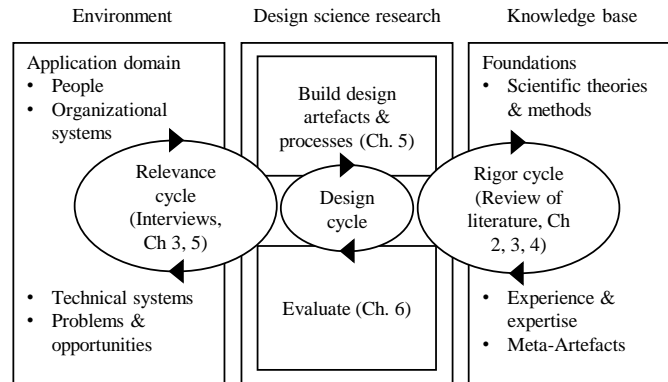 Environment
Design science research
Knowledge base
Application domain
• People
• Organizational
systems
Build design
artefacts &
processes (Ch. 5)
Foundations
• Scientific theories
& methods
Relevance
cycle
(Interviews,
Ch 3, 5)
Design
cycle
Rigor cycle
(Review of
literature, Ch
2, 3, 4)
• Technical systems
• Problems &
opportunities
Evaluate (Ch. 6)
• Experience &
expertise
• Meta-Artefacts